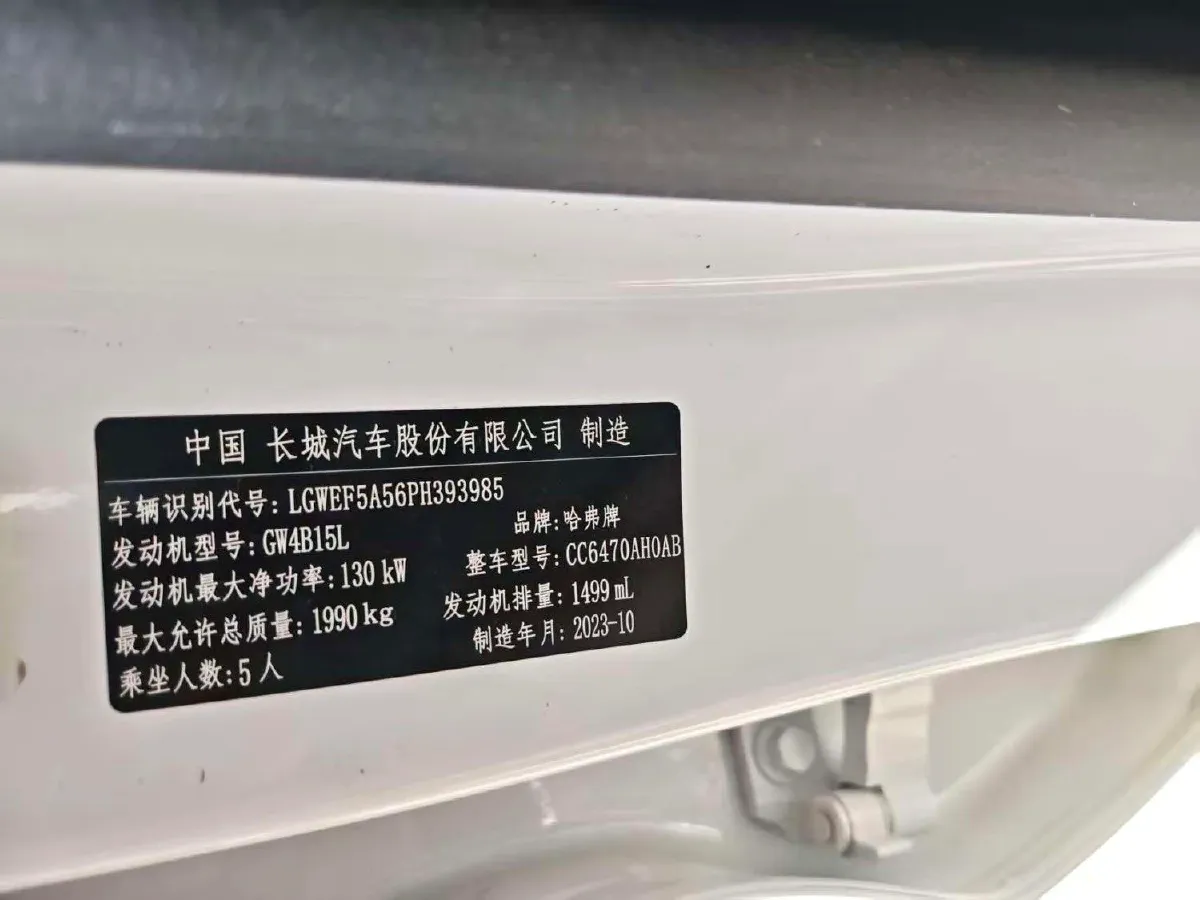 中国 长城汽车股份有限公司 制造
车辆识别代号: LGWEF5A56PH393985
品牌: 哈弗牌
发动机型号: GW4B15L
整车型号: CC6470AH0AB
发动机最大净功率: 130 kW
发动机排量: 1499 mL
最大允许总质量: 1990 kg
制造年月: 2023-10
乘坐人数: 5 人